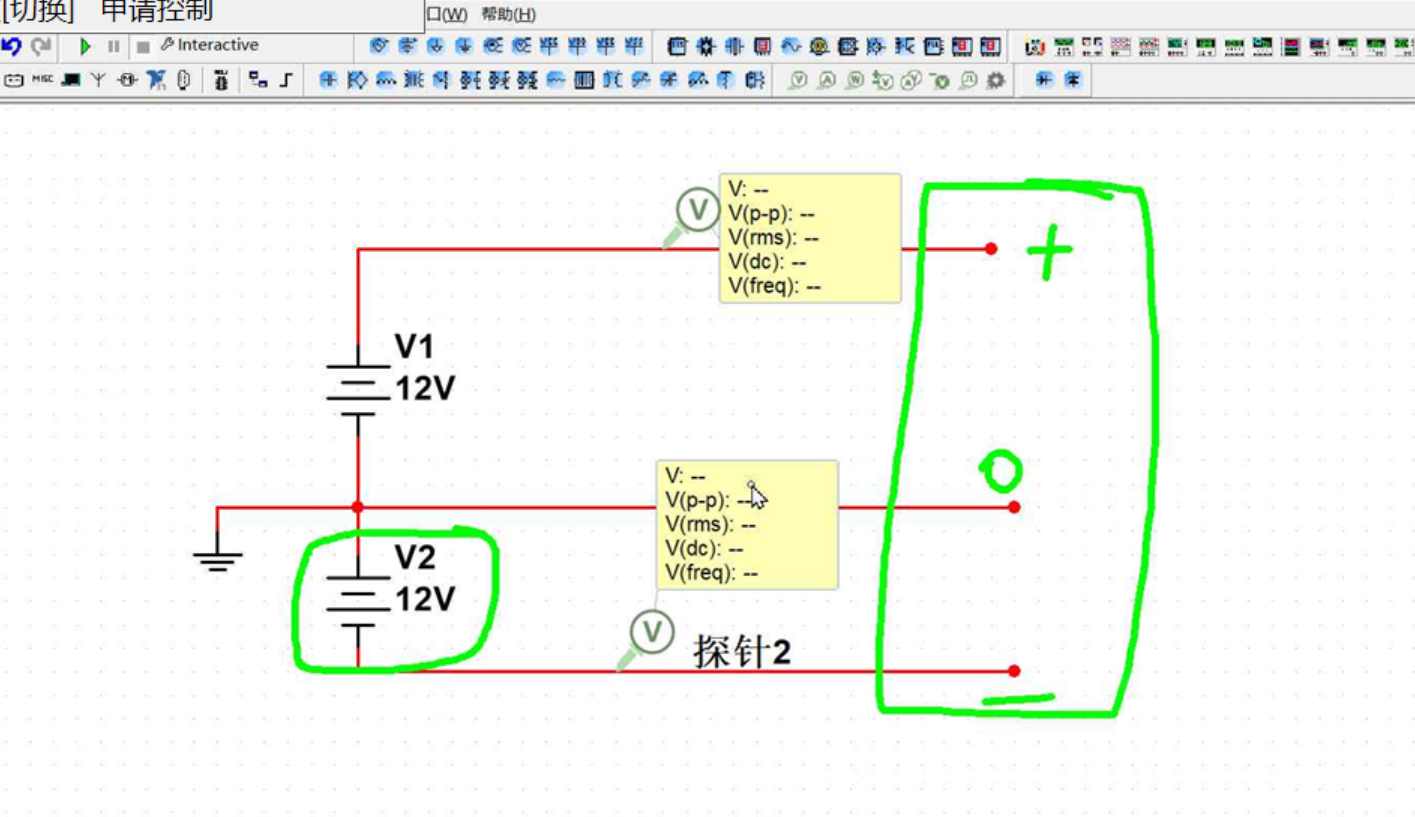 [切换] 申请控制
口(W) 帮助(H)
Interactive
MISC
V
V: --
V(p-p): --
V(rms): --
V(dc): --
V(freq): --
+
V1
12V
V: --
V(p-p): --
V(rms): --
V(dc): --
V(freq): --
0
V2
12V
V
探针2
−